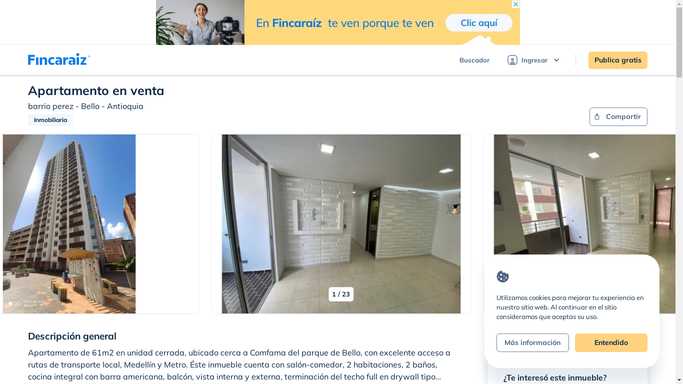 En Fincaraíz te ven porque te ven
Clic aquí
Fincaraíz
Buscador
Ingresar
Publica gratis
Apartamento en venta
barrio perez - Bello - Antioquia
Inmobiliaria
Compartir
1 / 23
Utilizamos cookies para mejorar tu experiencia en
nuestro sitio web. Al continuar en el sitio
consideramos que aceptas su uso.
Más información
Entendido
Descripción general
Apartamento de 61m2 en unidad cerrada, ubicado cerca a Comfama del parque de Bello, con excelente acceso a
rutas de transporte local, Medellín y Metro. Éste inmueble cuenta con salón-comedor, 2 habitaciones, 2 baños,
cocina integral con barra americana, balcón, vista interna y externa, terminación del techo full en drywall tipo...
¿Te interesó este inmueble?